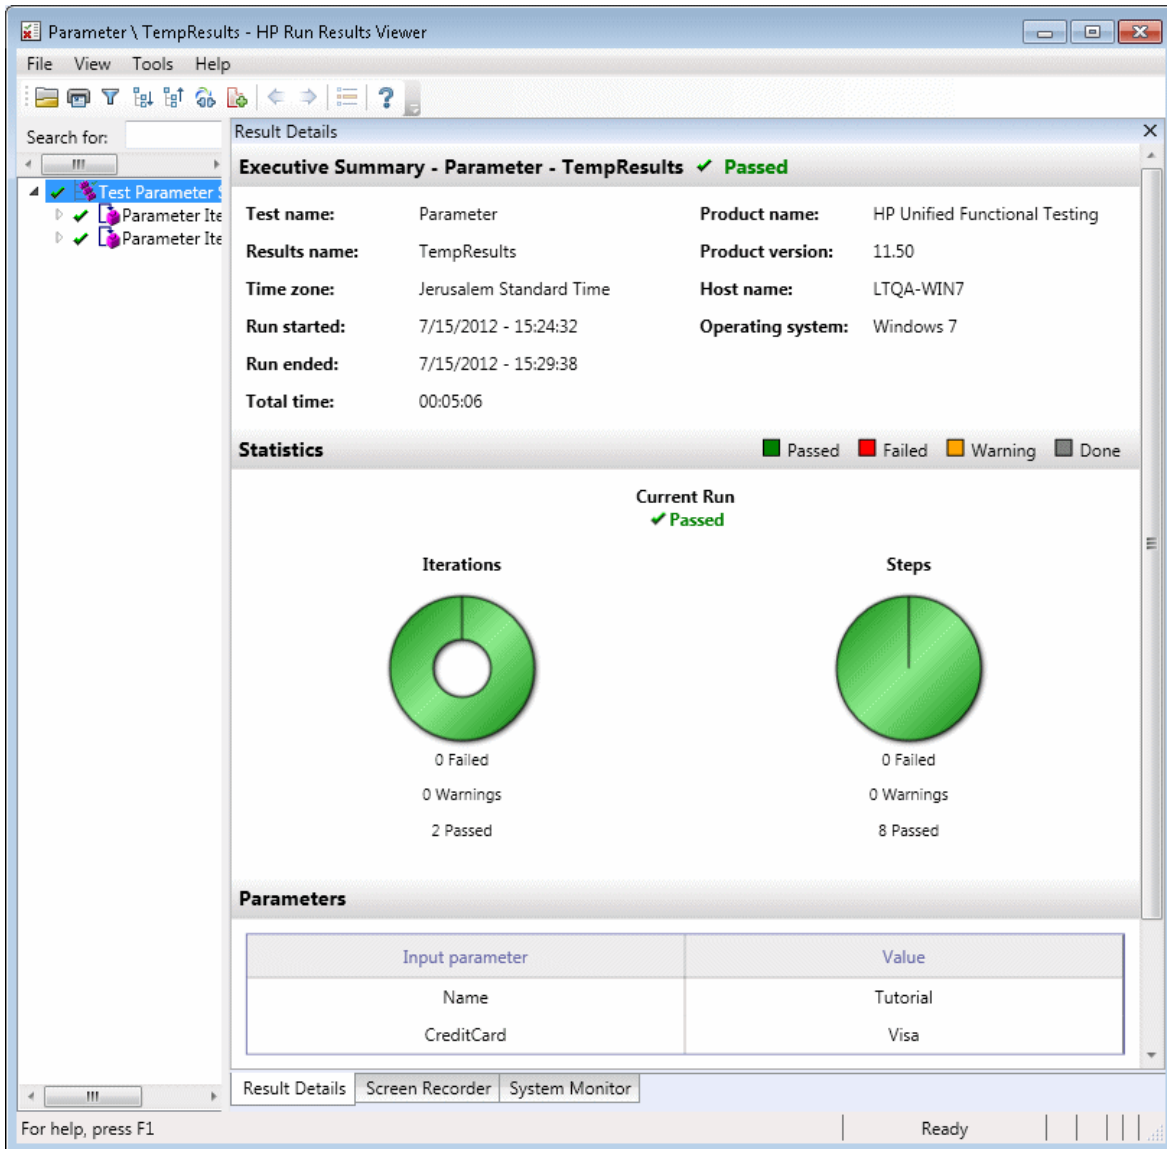 Parameter \ TempResults - HP Run Results Viewer
File View Tools Help
Search for:
Test Parameter
Parameter Ite
Parameter Ite
Result Details
Executive Summary - Parameter - TempResults ✔ Passed
Test name: Parameter Product name: HP Unified Functional Testing
Results name: TempResults Product version: 11.50
Time zone: Jerusalem Standard Time Host name: LTQA-WIN7
Run started: 7/15/2012 - 15:24:32 Operating system: Windows 7
Run ended: 7/15/2012 - 15:29:38
Total time: 00:05:06
Statistics Passed Failed Warning Done
Current Run
✔ Passed
Iterations Steps
0 Failed 0 Failed
0 Warnings 0 Warnings
2 Passed 8 Passed
Parameters
Input parameter Value
Name Tutorial
CreditCard Visa
Result Details Screen Recorder System Monitor
For help, press F1 Ready